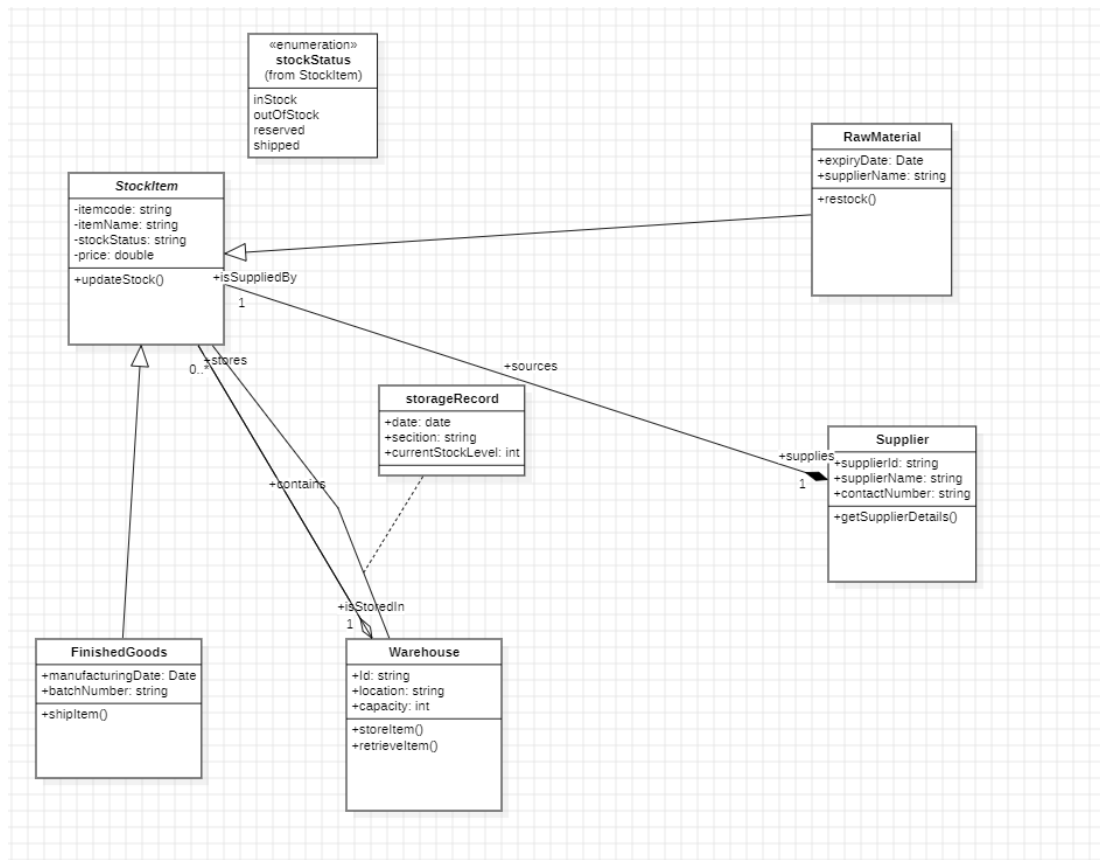 «enumeration»
stockStatus
(from StockItem)
inStock
outOfStock
reserved
shipped
RawMaterial
+expiryDate: Date
+supplierName: string
+restock()
StockItem
-itemcode: string
-itemName: string
-stockStatus: string
-price: double
+updateStock()
+isSuppliedBy
1
+sources
+supplies
1
0..*
+stores
+contains
+isStoredIn
1
storageRecord
+date: date
+secition: string
+currentStockLevel: int
Supplier
+supplierId: string
+supplierName: string
+contactNumber: string
+getSupplierDetails()
FinishedGoods
+manufacturingDate: Date
+batchNumber: string
+shipItem()
Warehouse
+Id: string
+location: string
+capacity: int
+storeItem()
+retrieveItem()